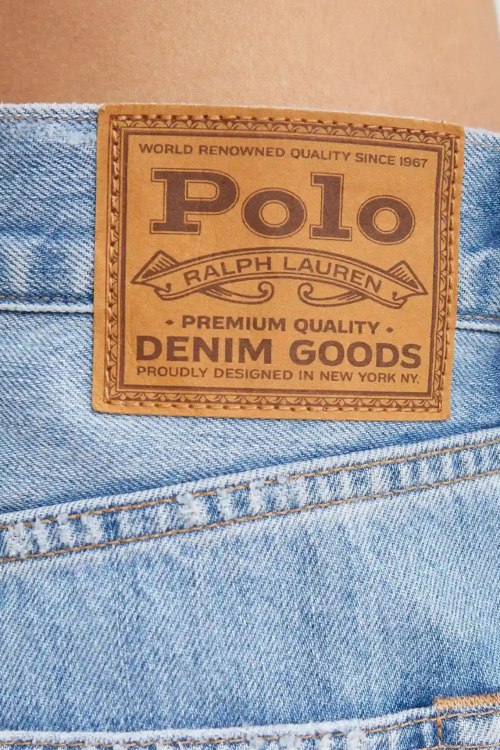 WORLD RENOWNED QUALITY SINCE 1967
Polo
RALPH LAUREN
• PREMIUM QUALITY •
DENIM GOODS
PROUDLY DESIGNED IN NEW YORK NY.